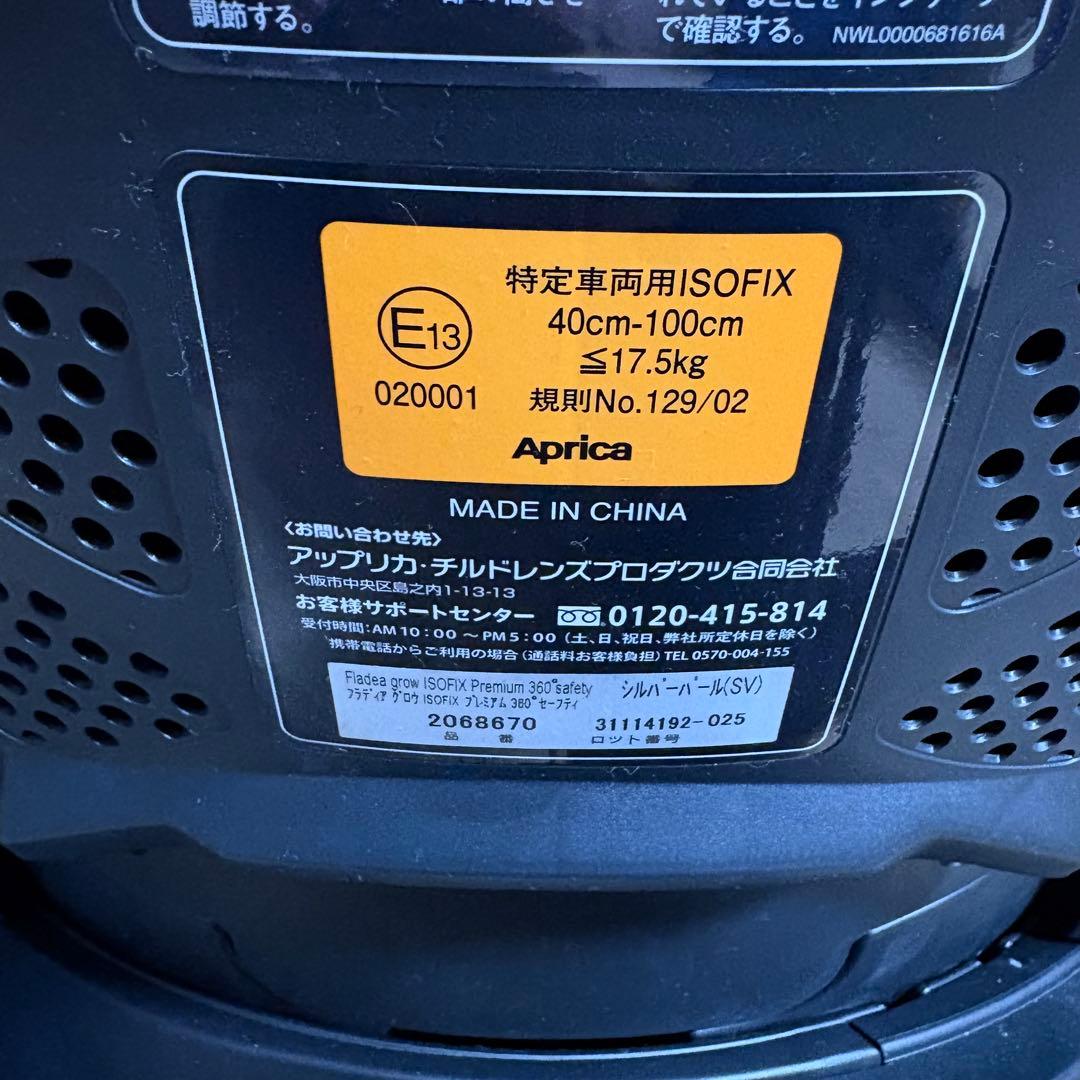 調節する。
で確認する。 NWL0000681616A
E13
020001
特定車両用ISOFIX
40cm-100cm
≦17.5kg
規則No.129/02
Aprica
MADE IN CHINA
〈お問い合わせ先〉
アップリカ・チルドレンズプロダクツ合同会社
大阪市中央区島之内1-13-13
お客様サポートセンター 0120-415-814
受付時間:AM10:00～PM5:00(土、日、祝日、弊社所定休日を除く)
携帯電話からご利用の場合(通話料お客様負担)TEL 0570-004-155
Fladea grow ISOFIX Premium 360°safety シルバーパール(SV)
フラディア グロウ ISOFIX プレミアム 360°セーフティ
2068670 31114192-025
品番 ロット番号